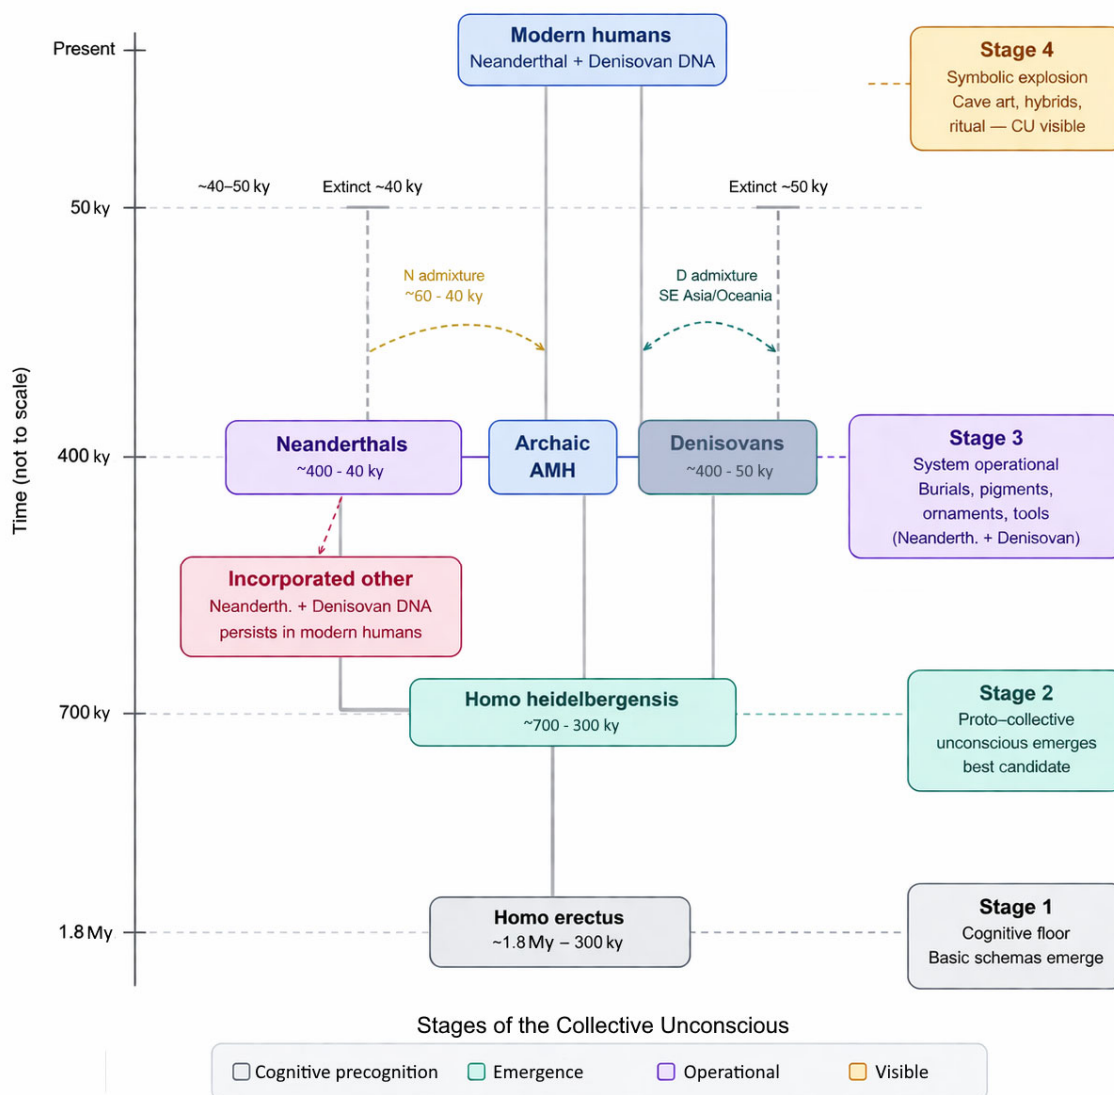 Modern humans
Neanderthal + Denisovan DNA
Stage 4
Symbolic explosion
Cave art, hybrids,
ritual — CU visible
Present
~40–50 ky
Extinct ~40 ky
Extinct ~50 ky
50 ky
N admixture
~60 - 40 ky
D admixture
SE Asia/Oceania
Time (not to scale)
400 ky
Neanderthals
~400 - 40 ky
Archaic
AMH
Denisovans
~400 - 50 ky
Stage 3
System operational
Burials, pigments,
ornaments, tools
(Neanderth. + Denisovan)
Incorporated other
Neanderth. + Denisovan DNA
persists in modern humans
700 ky
Homo heidelbergensis
~700 - 300 ky
Stage 2
Proto–collective
unconscious emerges
best candidate
1.8 My
Homo erectus
~1.8 My – 300 ky
Stage 1
Cognitive floor
Basic schemas emerge
Stages of the Collective Unconscious
Cognitive precognition
Emergence
Operational
Visible